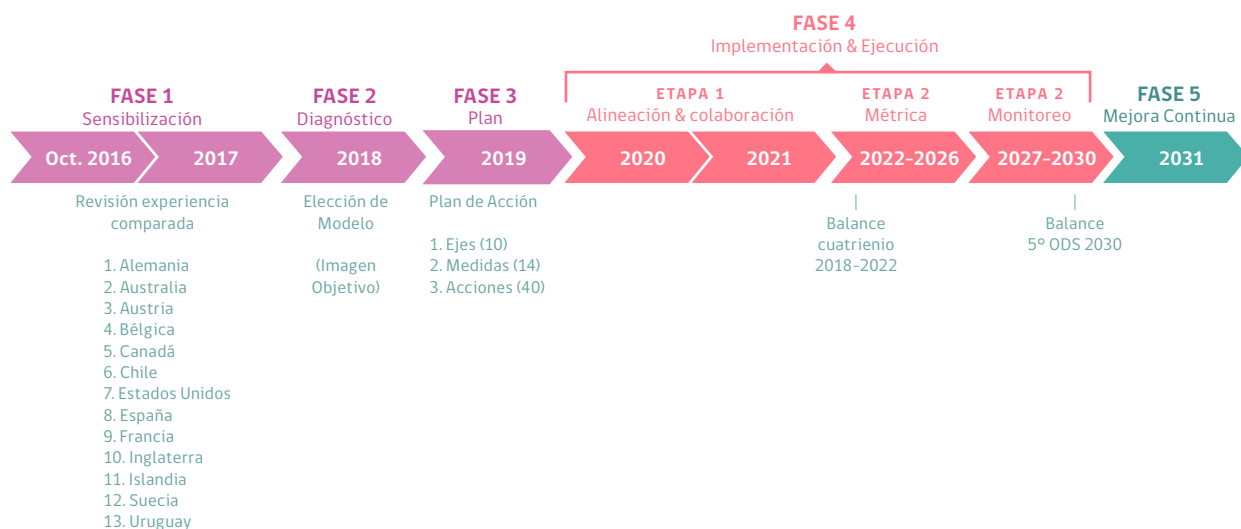 FASE 4
Implementación & Ejecución
FASE 1
Sensibilización
FASE 2
Diagnóstico
FASE 3
Plan
ETAPA 1
Alineación & colaboración
ETAPA 2
Métrica
ETAPA 2
Monitoreo
FASE 5
Mejora Continua
Oct. 2016
2017
2018
2019
2020
2021
2022–2026
2027–2030
2031
Revisión experiencia
comparada
1. Alemania
2. Australia
3. Austria
4. Bélgica
5. Canadá
6. Chile
7. Estados Unidos
8. España
9. Francia
10. Inglaterra
11. Islandia
12. Suecia
13. Uruguay
Elección de
Modelo
(Imagen
Objetivo)
Plan de Acción
1. Ejes (10)
2. Medidas (14)
3. Acciones (40)
Balance
cuatrienio
2018–2022
Balance
5º ODS 2030